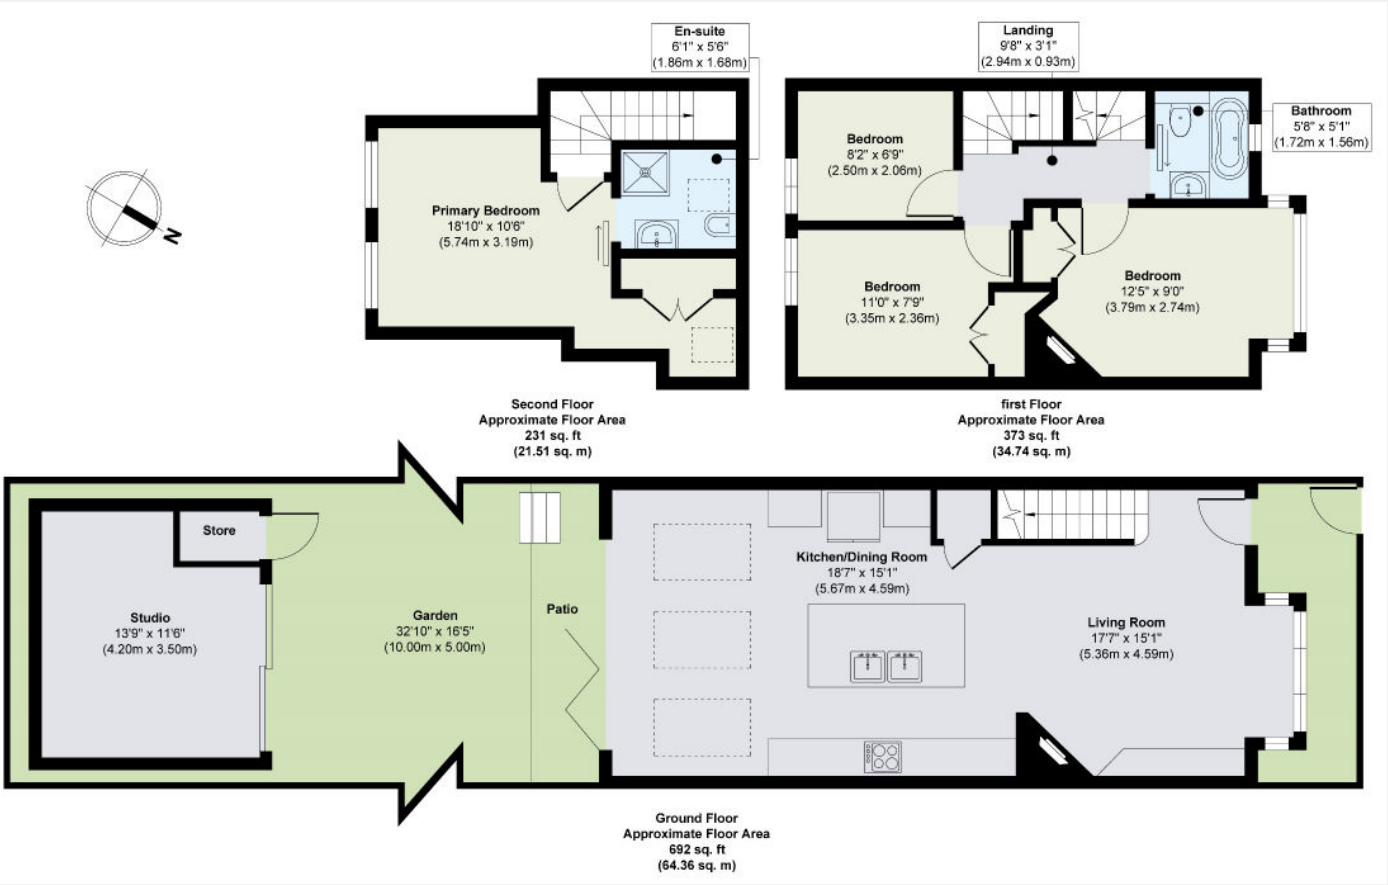 En-suite
6'1" x 5'6"
(1.86m x 1.68m)
Landing
9'8" x 3'1"
(2.94m x 0.93m)
Bathroom
5'8" x 5'1"
(1.72m x 1.56m)
Bedroom
8'2" x 6'9"
(2.50m x 2.06m)
N
Primary Bedroom
18'10" x 10'6"
(5.74m x 3.19m)
Bedroom
11'0" x 7'9"
(3.35m x 2.36m)
Bedroom
12'5" x 9'0"
(3.79m x 2.74m)
Second Floor
Approximate Floor Area
231 sq. ft
(21.51 sq. m)
first Floor
Approximate Floor Area
373 sq. ft
(34.74 sq. m)
Store
Studio
13'9" x 11'6"
(4.20m x 3.50m)
Garden
32'10" x 16'5"
(10.00m x 5.00m)
Patio
Kitchen/Dining Room
18'7" x 15'1"
(5.67m x 4.59m)
Living Room
17'7" x 15'1"
(5.36m x 4.59m)
Ground Floor
Approximate Floor Area
692 sq. ft
(64.36 sq. m)